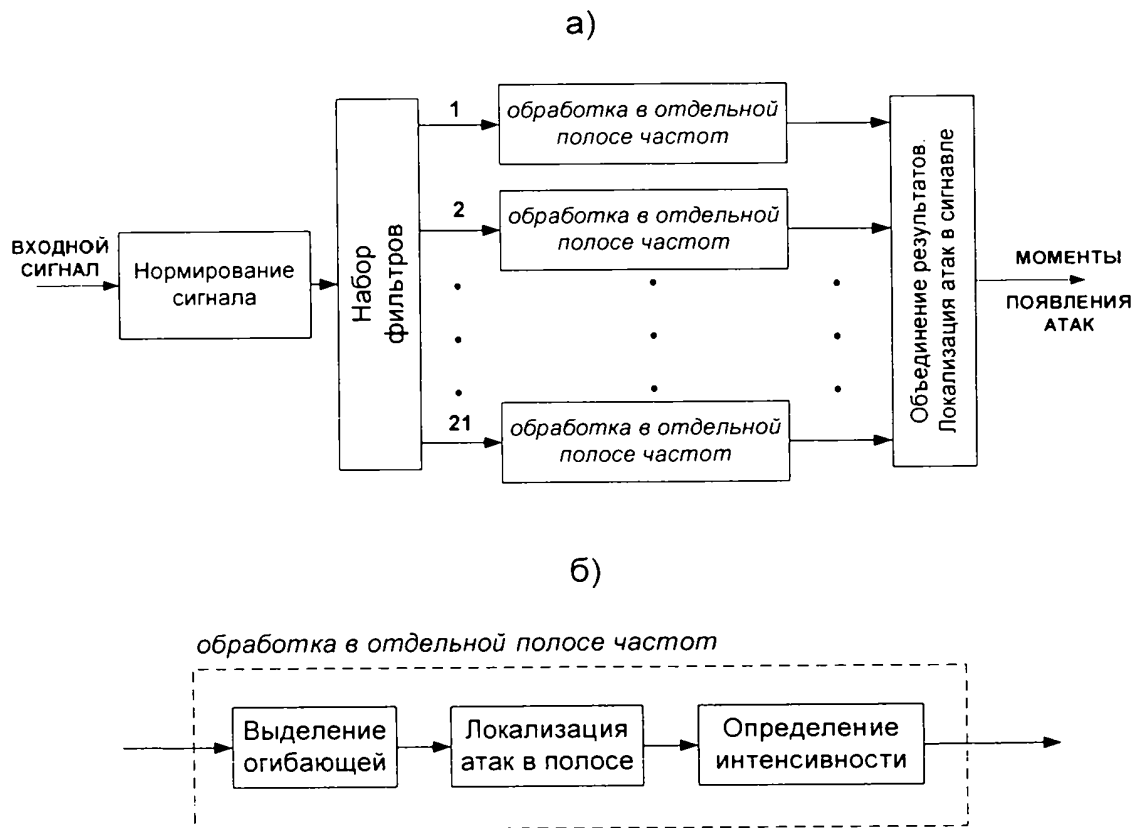 а)
ВХОДНОЙ
СИГНАЛ
Нормирование
сигнала
Набор
фильтров
1
обработка в отдельной
полосе частот
2
обработка в отдельной
полосе частот
21
обработка в отдельной
полосе частот
Объединение результатов.
Локализация атак в сигнавле
МОМЕНТЫ
ПОЯВЛЕНИЯ
АТАК
б)
обработка в отдельной полосе частот
Выделение
огибающей
Локализация
атак в полосе
Определение
интенсивности